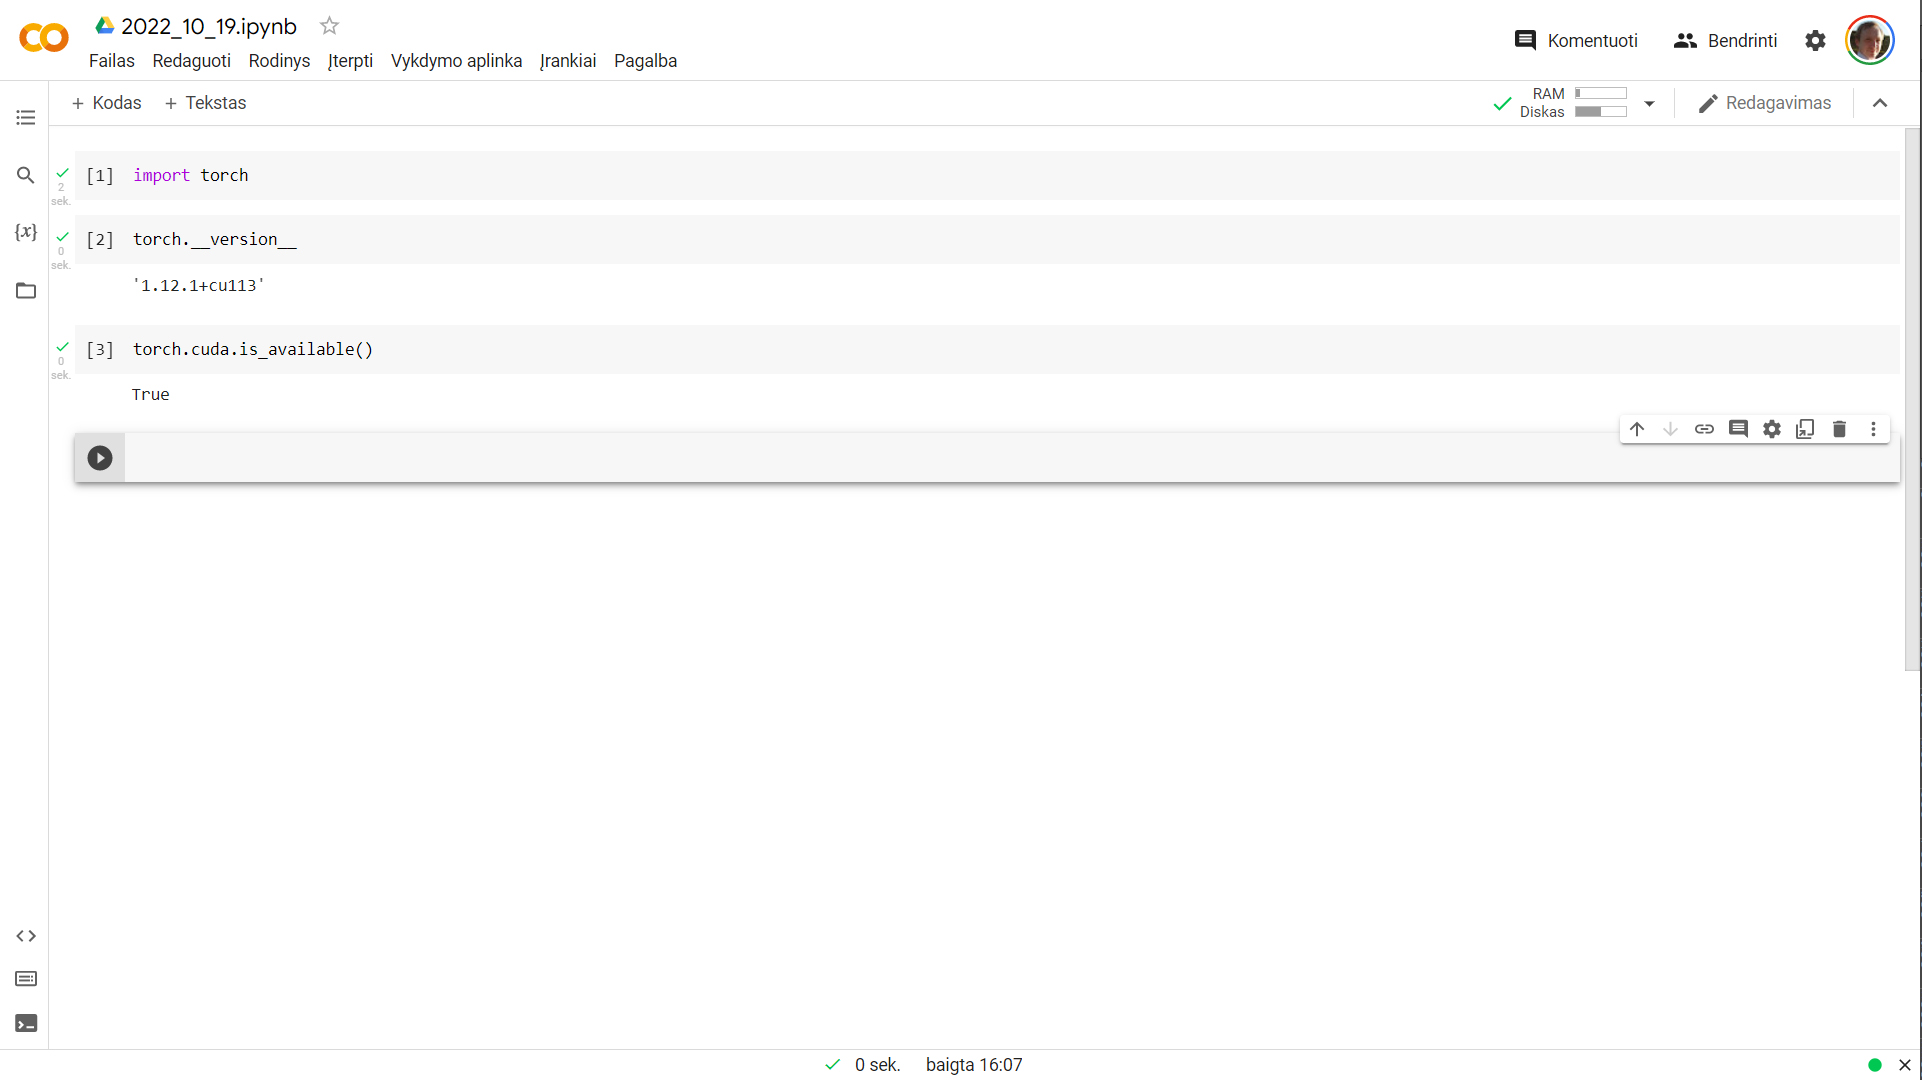 2022_10_19.ipynb
Failas Redaguoti Rodinys Įterpti Vykdymo aplinka Įrankiai Pagalba
Komentuoti Bendrinti
+ Kodas + Tekstas
RAM
Diskas
Redagavimas
[1] import torch
2
sek.
[2] torch.__version__
0
sek.
'1.12.1+cu113'
[3] torch.cuda.is_available()
0
sek.
True
{x}
0 sek. baigta 16:07